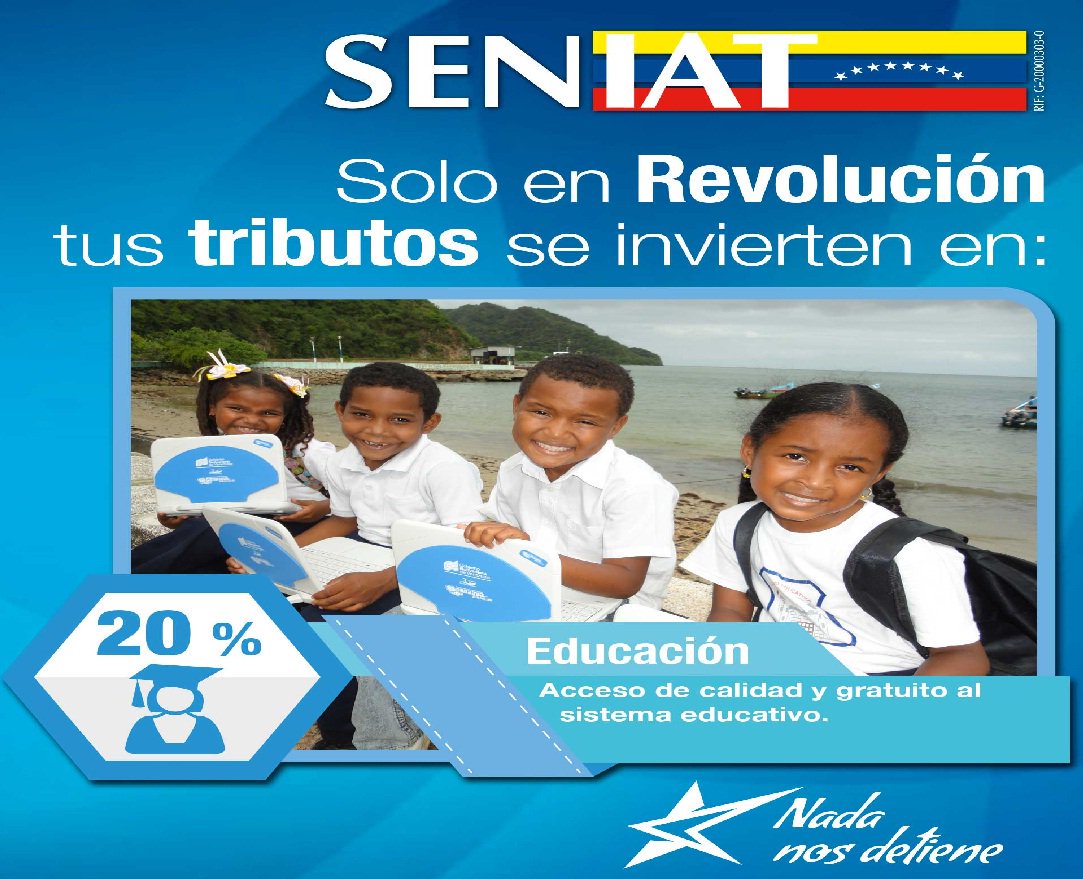 SENIAT
RIF: G-20000303-0
Solo en Revolución
tus tributos se invierten en:
20 %
Educación
Acceso de calidad y gratuito al
sistema educativo.
Nada
nos detiene